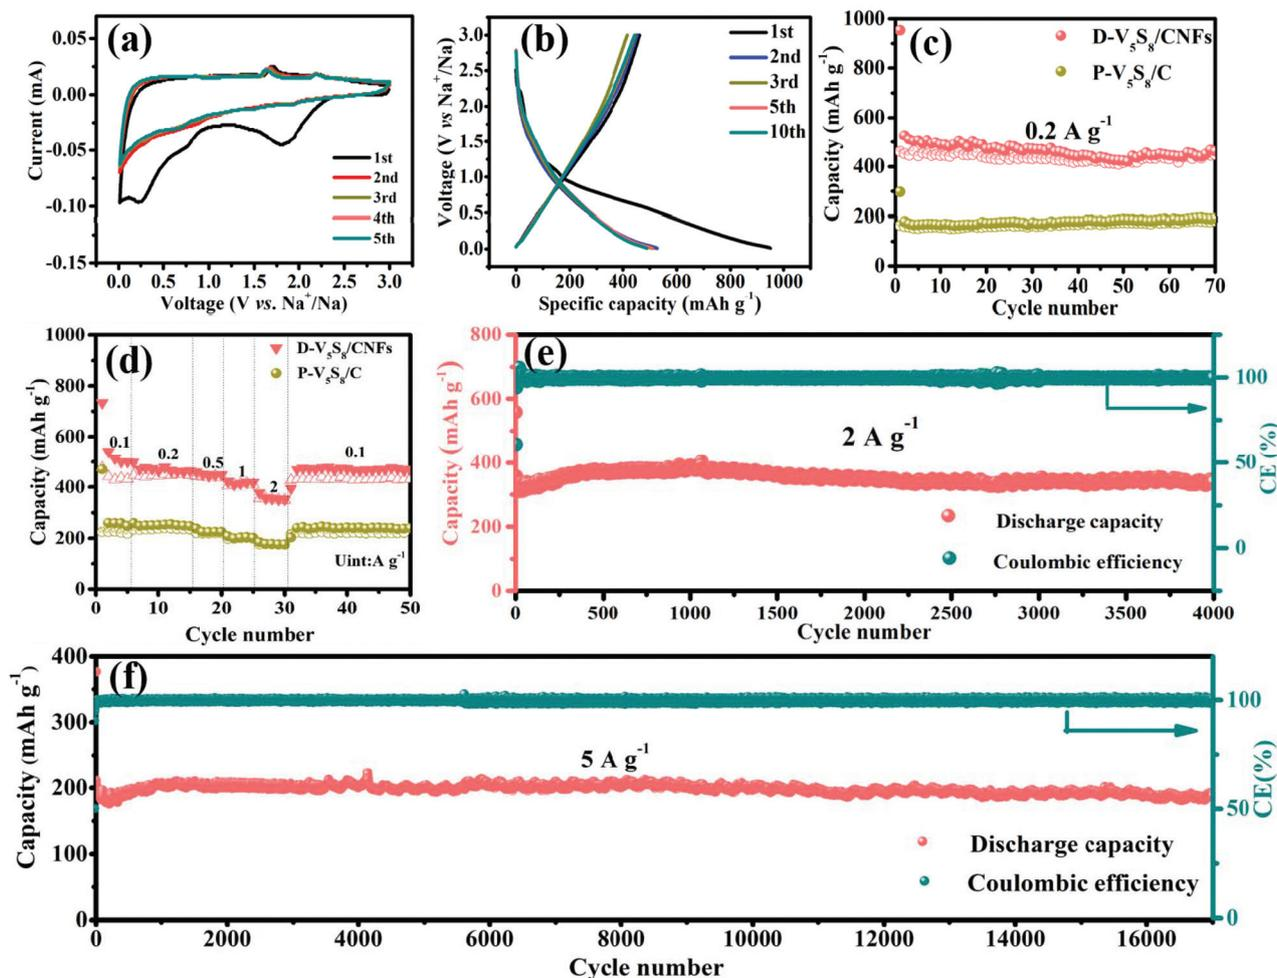 (a)
Current (mA)
0.05
0.00
-0.05
-0.10
-0.15
1st
2nd
3rd
4th
5th
0.0 0.5 1.0 1.5 2.0 2.5 3.0
Voltage (V vs. Na⁺/Na)
(b)
Voltage (V vs Na⁺/Na)
3.0
2.5
2.0
1.5
1.0
0.5
0.0
1st
2nd
3rd
5th
10th
0 200 400 600 800 1000
Specific capacity (mAh g⁻¹)
(c)
Capacity (mAh g⁻¹)
1000
800
600
400
200
0
D-V₅S₈/CNFs
P-V₅S₈/C
0.2 A g⁻¹
0 10 20 30 40 50 60 70
Cycle number
(d)
Capacity (mAh g⁻¹)
1000
800
600
400
200
0
D-V₅S₈/CNFs
P-V₅S₈/C
0.1 0.2 0.5 1 2 0.1
Uint:A g⁻¹
0 10 20 30 40 50
Cycle number
(e)
Capacity (mAh g⁻¹)
800
600
400
200
0
2 A g⁻¹
Discharge capacity
Coulombic efficiency
100
50
0
CE (%)
0 500 1000 1500 2000 2500 3000 3500 4000
Cycle number
(f)
Capacity (mAh g⁻¹)
400
300
200
100
0
5 A g⁻¹
Discharge capacity
Coulombic efficiency
100
50
0
CE(%)
0 2000 4000 6000 8000 10000 12000 14000 16000
Cycle number